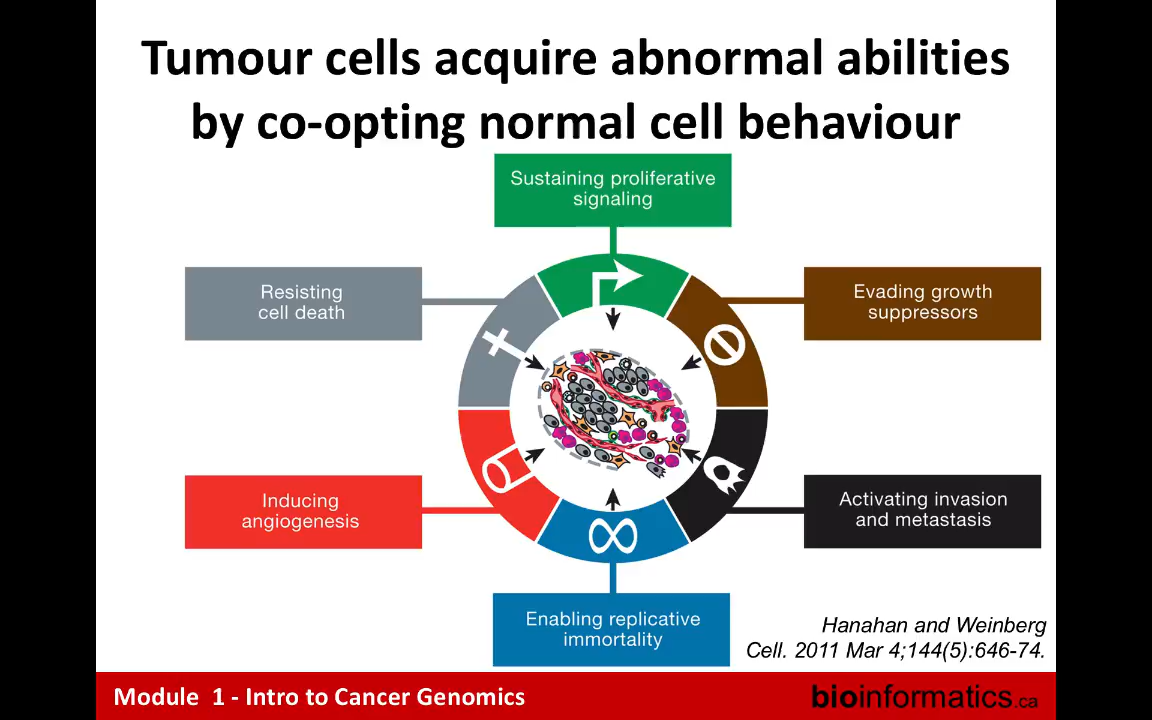 Tumour cells acquire abnormal abilities
by co-opting normal cell behaviour
Sustaining proliferative
signaling
Resisting
cell death
Evading growth
suppressors
Inducing
angiogenesis
Activating invasion
and metastasis
Enabling replicative
immortality
Hanahan and Weinberg
Cell. 2011 Mar 4;144(5):646-74.
Module 1 - Intro to Cancer Genomics
bioinformatics.ca